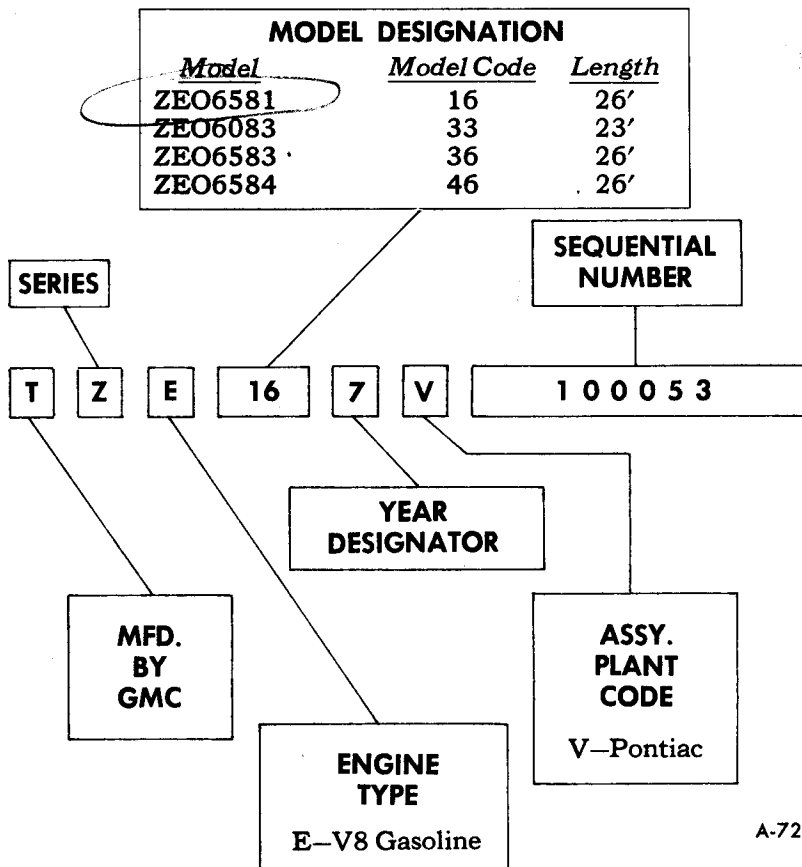 MODEL DESIGNATION
Model Model Code Length
ZEO6581 16 26'
ZEO6083 33 23'
ZEO6583 36 26'
ZEO6584 46 26'
SERIES
SEQUENTIAL
NUMBER
T Z E 16 7 V 100053
YEAR
DESIGNATOR
MFD.
BY
GMC
ASSY.
PLANT
CODE
V—Pontiac
ENGINE
TYPE
E—V8 Gasoline
A-72